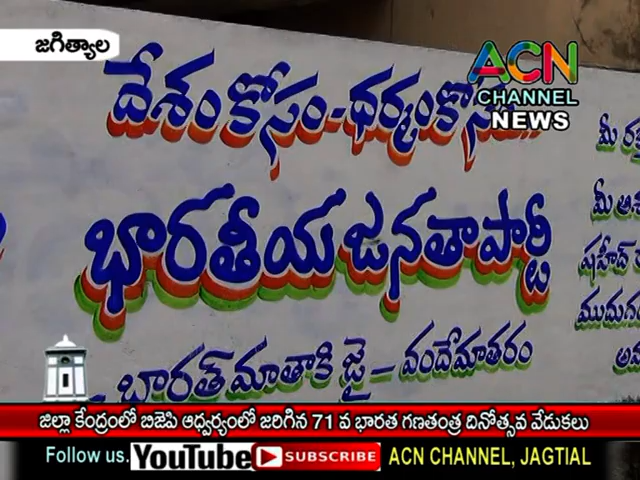 జగిత్యాల
ACN
CHANNEL
NEWS
దేశం కోసం-ధర్మంకోసం
భారతీయ జనతాపార్టీ
భారత్ మాతాకి జై - వందేమాతరం
మీ
మీ
షహీద్
జిల్లా కేంద్రంలో బిజెపి ఆధ్వర్యంలో జరిగిన 71 వ భారత గణతంత్ర దినోత్సవ వేడుకలు
Follow us. YouTube SUBSCRIBE ACN CHANNEL, JAGTIAL